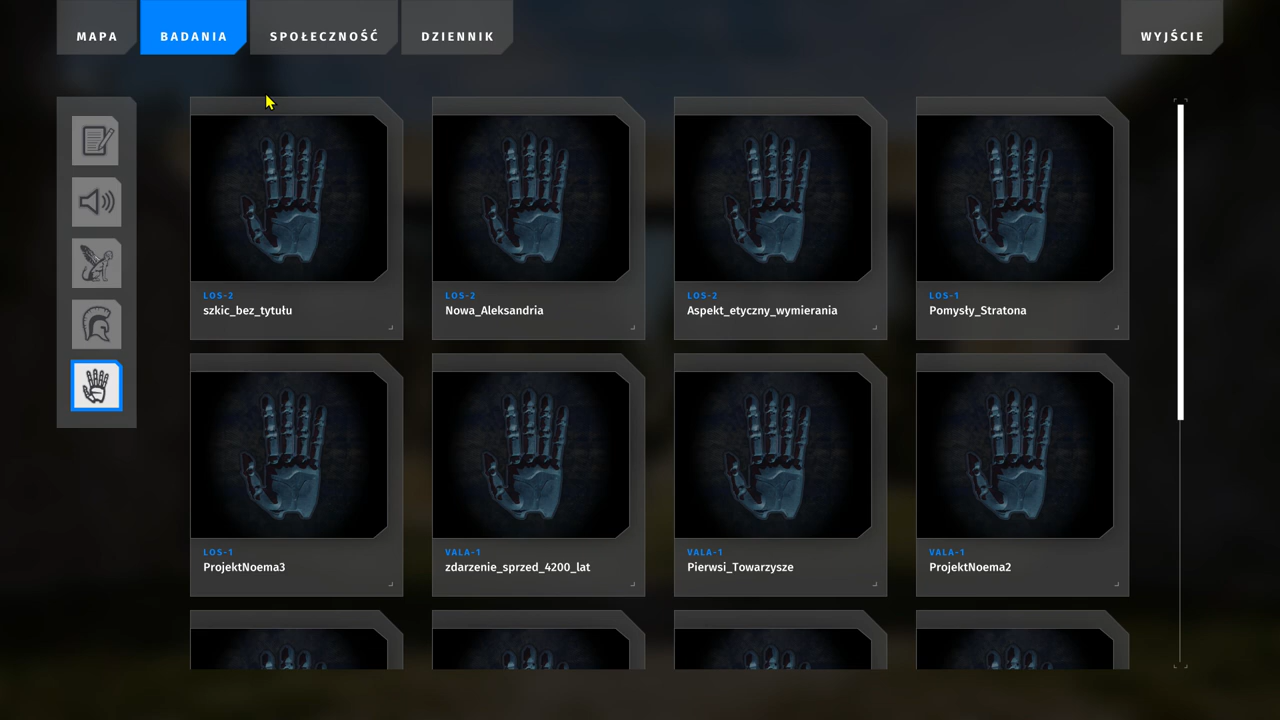 MAPA
BADANIA
SPOŁECZNOŚĆ
DZIENNIK
WYJŚCIE
LOS-2
szkic_bez_tytułu
LOS-2
Nowa_Aleksandria
LOS-2
Aspekt_etyczny_wymierania
LOS-1
Pomysły_Stratona
LOS-1
ProjektNoema3
VALA-1
zdarzenie_sprzed_4200_lat
VALA-1
Pierwsi_Towarzysze
VALA-1
ProjektNoema2